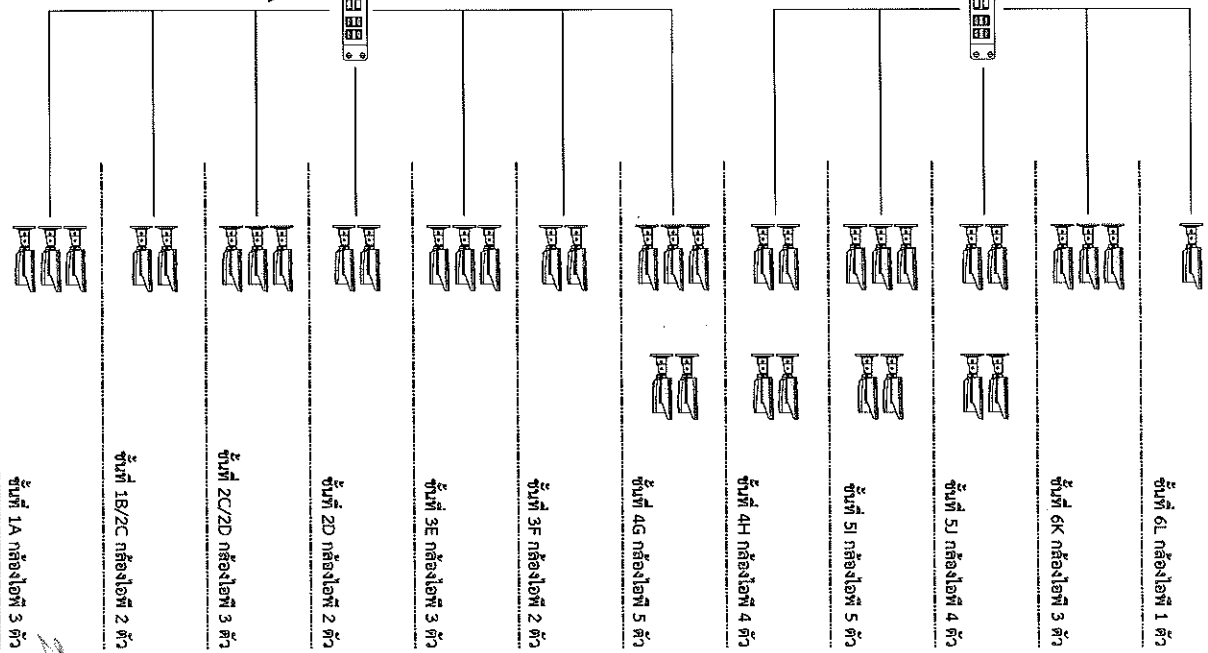 ชั้นที่ 6L กล้องไอพี 1 ตัว
ชั้นที่ 6K กล้องไอพี 3 ตัว
ชั้นที่ 5J กล้องไอพี 4 ตัว
ชั้นที่ 5I กล้องไอพี 5 ตัว
ชั้นที่ 4H กล้องไอพี 4 ตัว
ชั้นที่ 4G กล้องไอพี 5 ตัว
ชั้นที่ 3F กล้องไอพี 2 ตัว
ชั้นที่ 3E กล้องไอพี 3 ตัว
ชั้นที่ 2D กล้องไอพี 2 ตัว
ชั้นที่ 2C/2D กล้องไอพี 3 ตัว
ชั้นที่ 1B/2C กล้องไอพี 2 ตัว
ชั้นที่ 1A กล้องไอพี 3 ตัว